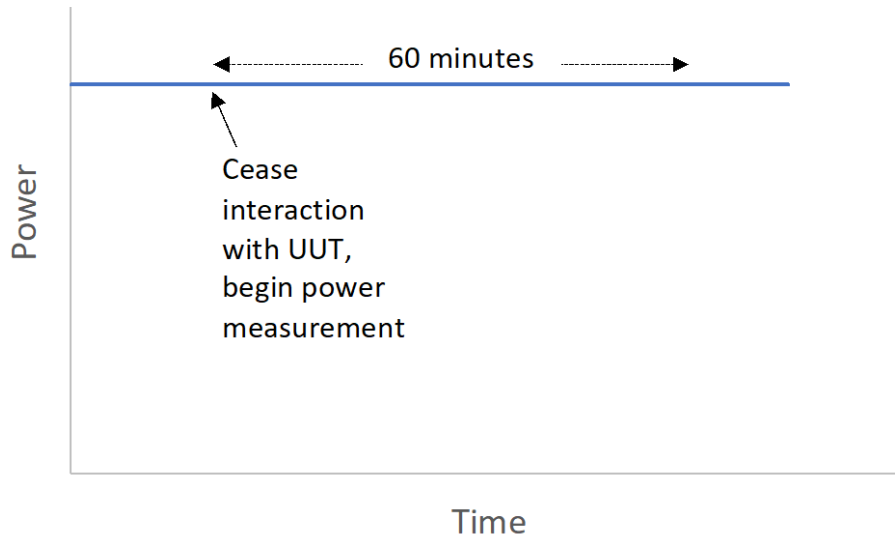 60 minutes
Cease
interaction
with UUT,
begin power
measurement
Power
Time